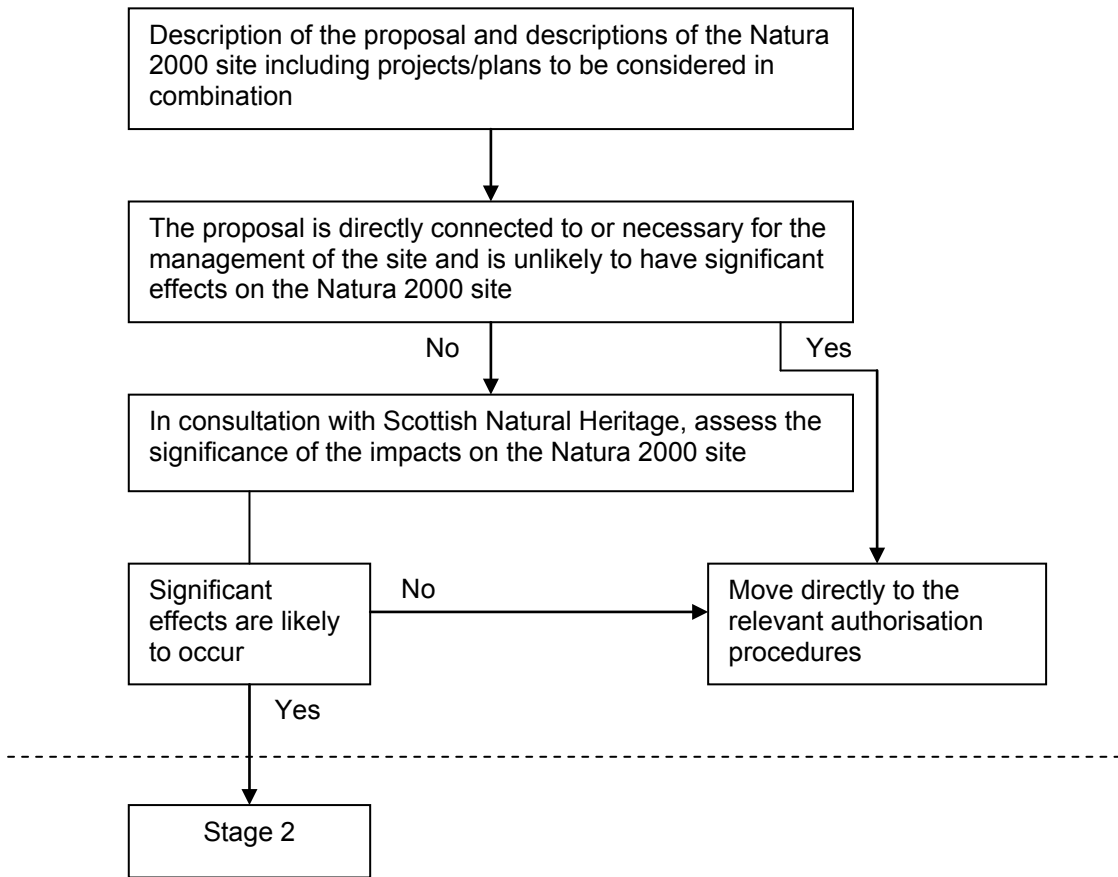 Description of the proposal and descriptions of the Natura
2000 site including projects/plans to be considered in
combination
The proposal is directly connected to or necessary for the
management of the site and is unlikely to have significant
effects on the Natura 2000 site
No
Yes
In consultation with Scottish Natural Heritage, assess the
significance of the impacts on the Natura 2000 site
Significant
effects are likely
to occur
No
Move directly to the
relevant authorisation
procedures
Yes
Stage 2